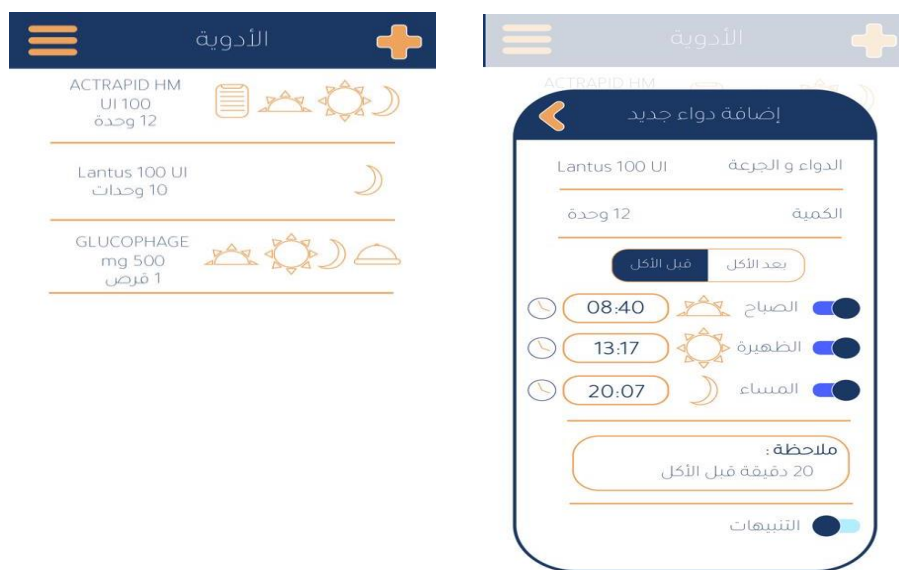 الأدوية
ACTRAPID HM
UI 100
12 وحدة
Lantus 100 UI
10 وحدات
GLUCOPHAGE
mg 500
1 قرص
الأدوية
ACTRAPID HM
إضافة دواء جديد
الدواء و الجرعة Lantus 100 UI
الكمية 12 وحدة
بعد الأكل قبل الأكل
الصباح 08:40
الظهيرة 13:17
المساء 20:07
ملاحظة :
20 دقيقة قبل الأكل
التنبيهات